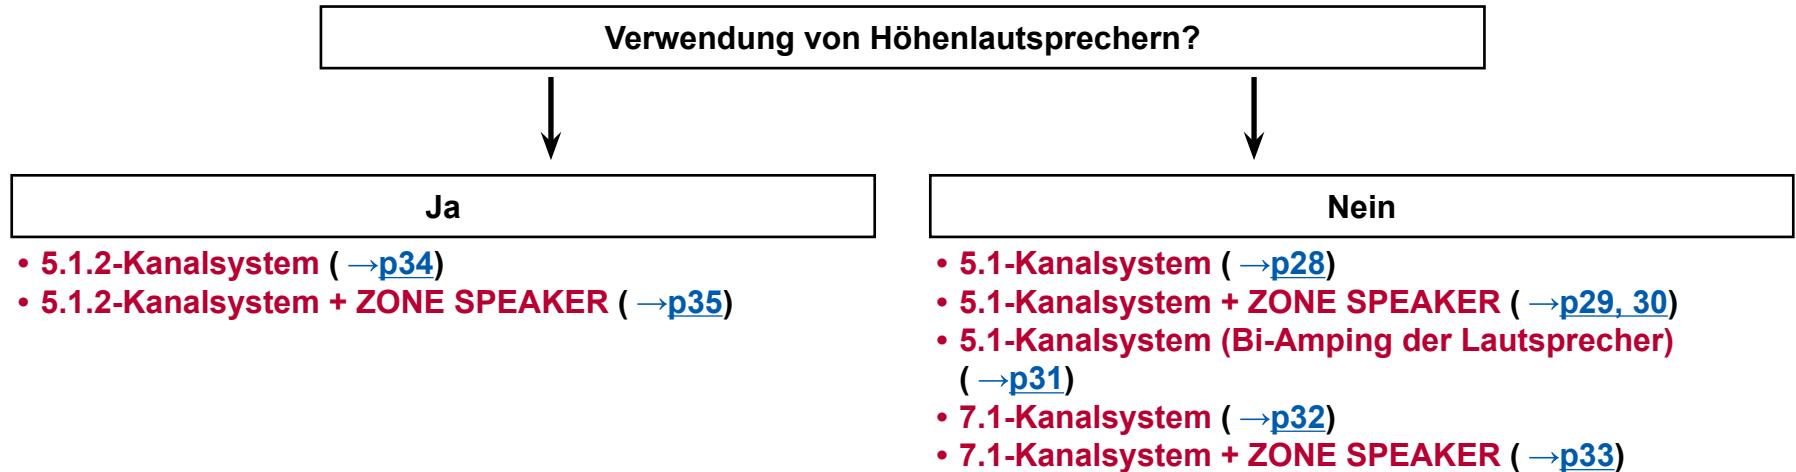 Verwendung von Höhenlautsprechern?
Ja
• 5.1.2-Kanalsystem ( →p34)
• 5.1.2-Kanalsystem + ZONE SPEAKER ( →p35)
Nein
• 5.1-Kanalsystem ( →p28)
• 5.1-Kanalsystem + ZONE SPEAKER ( →p29, 30)
• 5.1-Kanalsystem (Bi-Amping der Lautsprecher)
( →p31)
• 7.1-Kanalsystem ( →p32)
• 7.1-Kanalsystem + ZONE SPEAKER ( →p33)